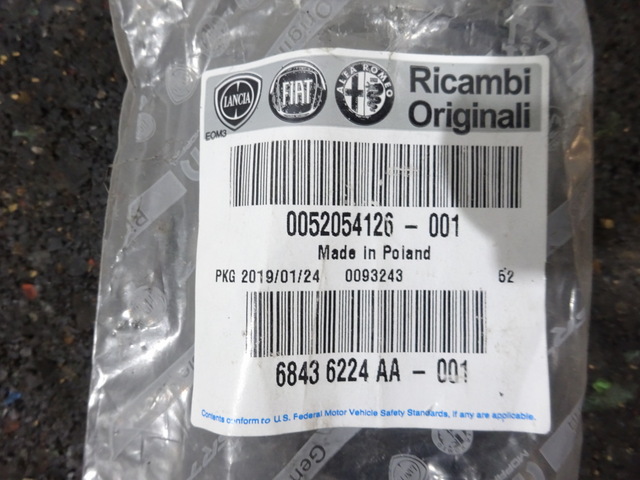 LANCIA FIAT ALFA ROMEO Ricambi
Originali
EOM3
0052054126 - 001
Made in Poland
PKG 2019/01/24 0093243 62
6843 6224 AA - 001
Contents conform to U.S. Federal Motor Vehicle Safety Standards, if any are applicable.